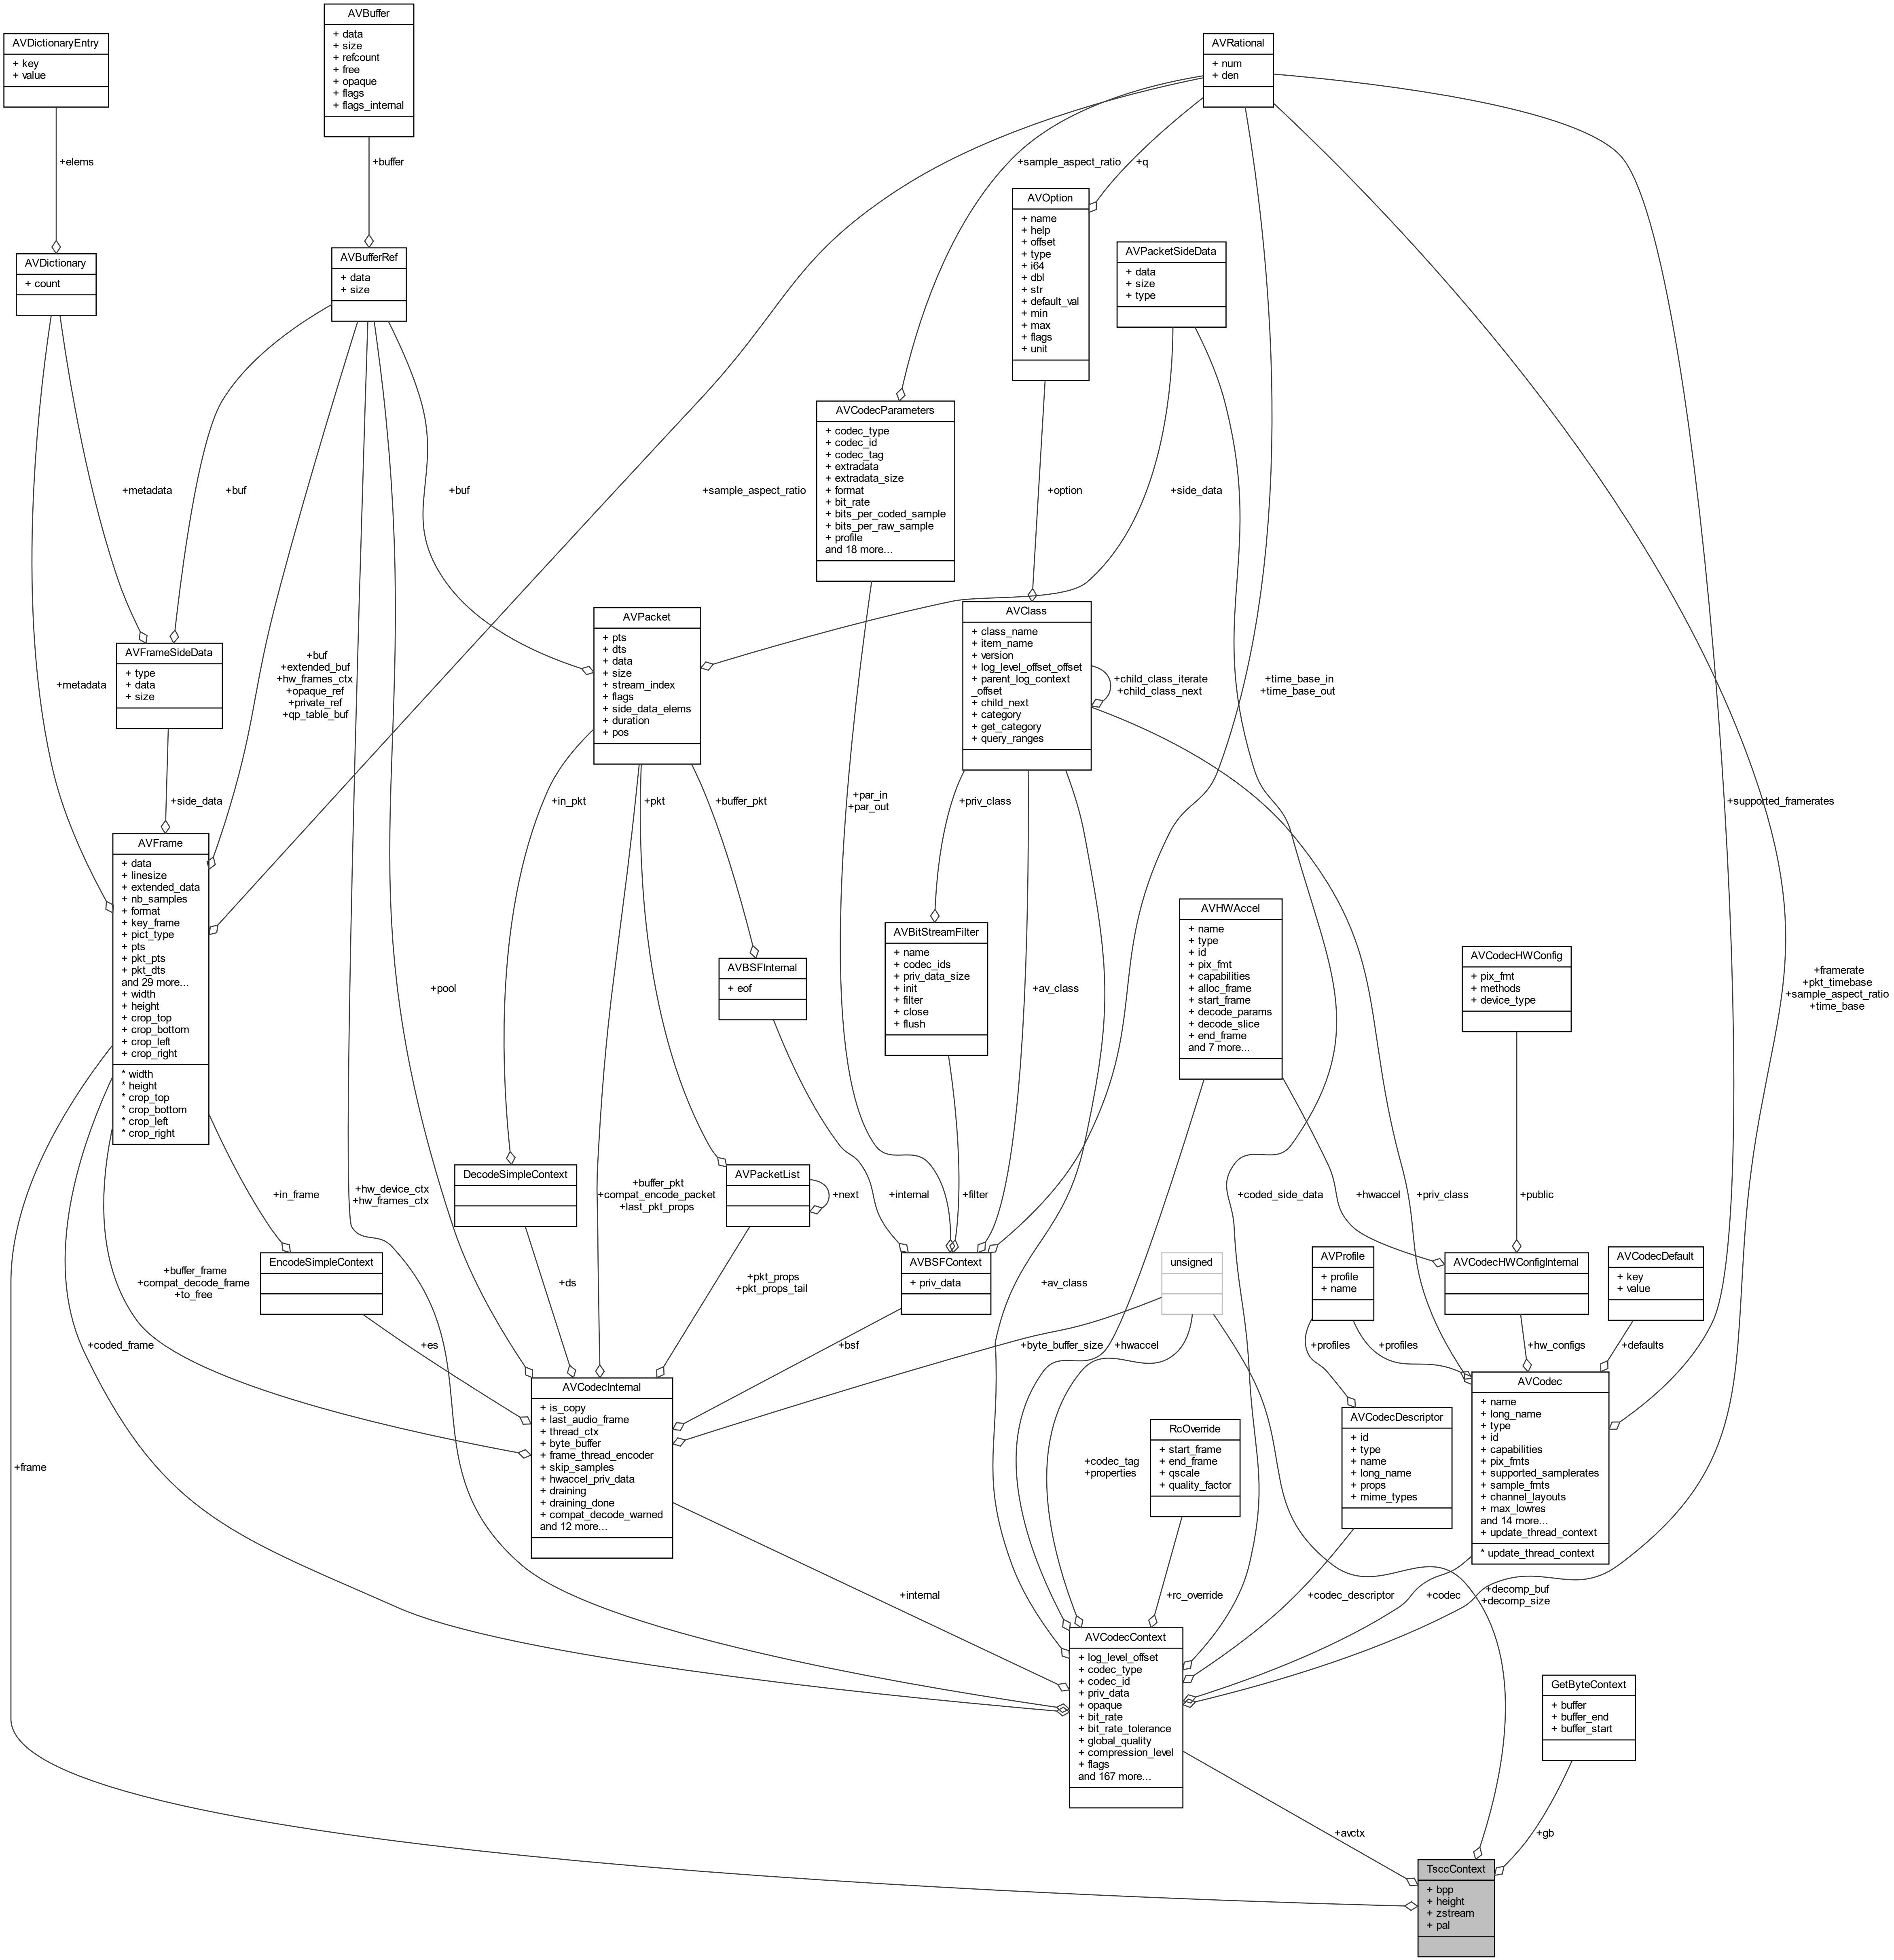 AVBuffer
+ data
+ size
+ refcount
+ free
+ opaque
+ flags
+ flags_internal
AVDictionaryEntry
+ key
+ value
AVRational
+ num
+ den
+elems
+buffer
+sample_aspect_ratio
+q
AVOption
+ name
+ help
+ offset
+ type
+ i64
+ dbl
+ str
+ default_val
+ min
+ max
+ flags
+ unit
AVDictionary
+ count
AVBufferRef
+ data
+ size
AVPacketSideData
+ data
+ size
+ type
AVCodecParameters
+ codec_type
+ codec_id
+ codec_tag
+ extradata
+ extradata_size
+ format
+ bit_rate
+ bits_per_coded_sample
+ bits_per_raw_sample
+ profile
and 18 more...
+metadata
+buf
+buf
+sample_aspect_ratio
+option
+side_data
AVFrameSideData
+ type
+ data
+ size
+metadata
+buf
+extended_buf
+hw_frames_ctx
+opaque_ref
+private_ref
+qp_table_buf
AVPacket
+ pts
+ dts
+ data
+ size
+ stream_index
+ flags
+ side_data_elems
+ duration
+ pos
AVClass
+ class_name
+ item_name
+ version
+ log_level_offset_offset
+ parent_log_context
_offset
+ child_next
+ category
+ get_category
+ query_ranges
+child_class_iterate
+child_class_next
+time_base_in
+time_base_out
+side_data
+in_pkt
+pkt
+buffer_pkt
+par_in
+par_out
+priv_class
+supported_framerates
AVFrame
+ data
+ linesize
+ extended_data
+ nb_samples
+ format
+ key_frame
+ pict_type
+ pts
+ pkt_pts
+ pkt_dts
and 29 more...
+ width
+ height
+ crop_top
+ crop_bottom
+ crop_left
+ crop_right
* width
* height
* crop_top
* crop_bottom
* crop_left
* crop_right
+pool
AVBSFInternal
+ eof
AVBitStreamFilter
+ name
+ codec_ids
+ priv_data_size
+ init
+ filter
+ close
+ flush
+av_class
AVHWAccel
+ name
+ type
+ id
+ pix_fmt
+ capabilities
+ alloc_frame
+ start_frame
+ decode_params
+ decode_slice
+ end_frame
and 7 more...
AVCodecHWConfig
+ pix_fmt
+ methods
+ device_type
+framerate
+pkt_timebase
+sample_aspect_ratio
+time_base
+in_frame
+hw_device_ctx
+hw_frames_ctx
DecodeSimpleContext
+buffer_pkt
+compat_encode_packet
+last_pkt_props
AVPacketList
+next
+internal
+filter
+coded_side_data
+hwaccel
+priv_class
+public
+buffer_frame
+compat_decode_frame
+to_free
EncodeSimpleContext
+ds
+pkt_props
+pkt_props_tail
AVBSFContext
+ priv_data
+av_class
unsigned
AVProfile
+ profile
+ name
AVCodecHWConfigInternal
AVCodecDefault
+ key
+ value
+coded_frame
+es
+bsf
+byte_buffer_size
+hwaccel
+profiles
+profiles
+hw_configs
+defaults
AVCodecInternal
+ is_copy
+ last_audio_frame
+ thread_ctx
+ byte_buffer
+ frame_thread_encoder
+ skip_samples
+ hwaccel_priv_data
+ draining
+ draining_done
+ compat_decode_warned
and 12 more...
+frame
+codec_tag
+properties
RcOverride
+ start_frame
+ end_frame
+ qscale
+ quality_factor
AVCodecDescriptor
+ id
+ type
+ name
+ long_name
+ props
+ mime_types
AVCodec
+ name
+ long_name
+ type
+ id
+ capabilities
+ pix_fmts
+ supported_samplerates
+ sample_fmts
+ channel_layouts
+ max_lowres
and 14 more...
+ update_thread_context
* update_thread_context
+internal
+rc_override
+codec_descriptor
+codec
+decomp_buf
+decomp_size
AVCodecContext
+ log_level_offset
+ codec_type
+ codec_id
+ priv_data
+ opaque
+ bit_rate
+ bit_rate_tolerance
+ global_quality
+ compression_level
+ flags
and 167 more...
GetByteContext
+ buffer
+ buffer_end
+ buffer_start
+avctx
+gb
TsccContext
+ bpp
+ height
+ zstream
+ pal